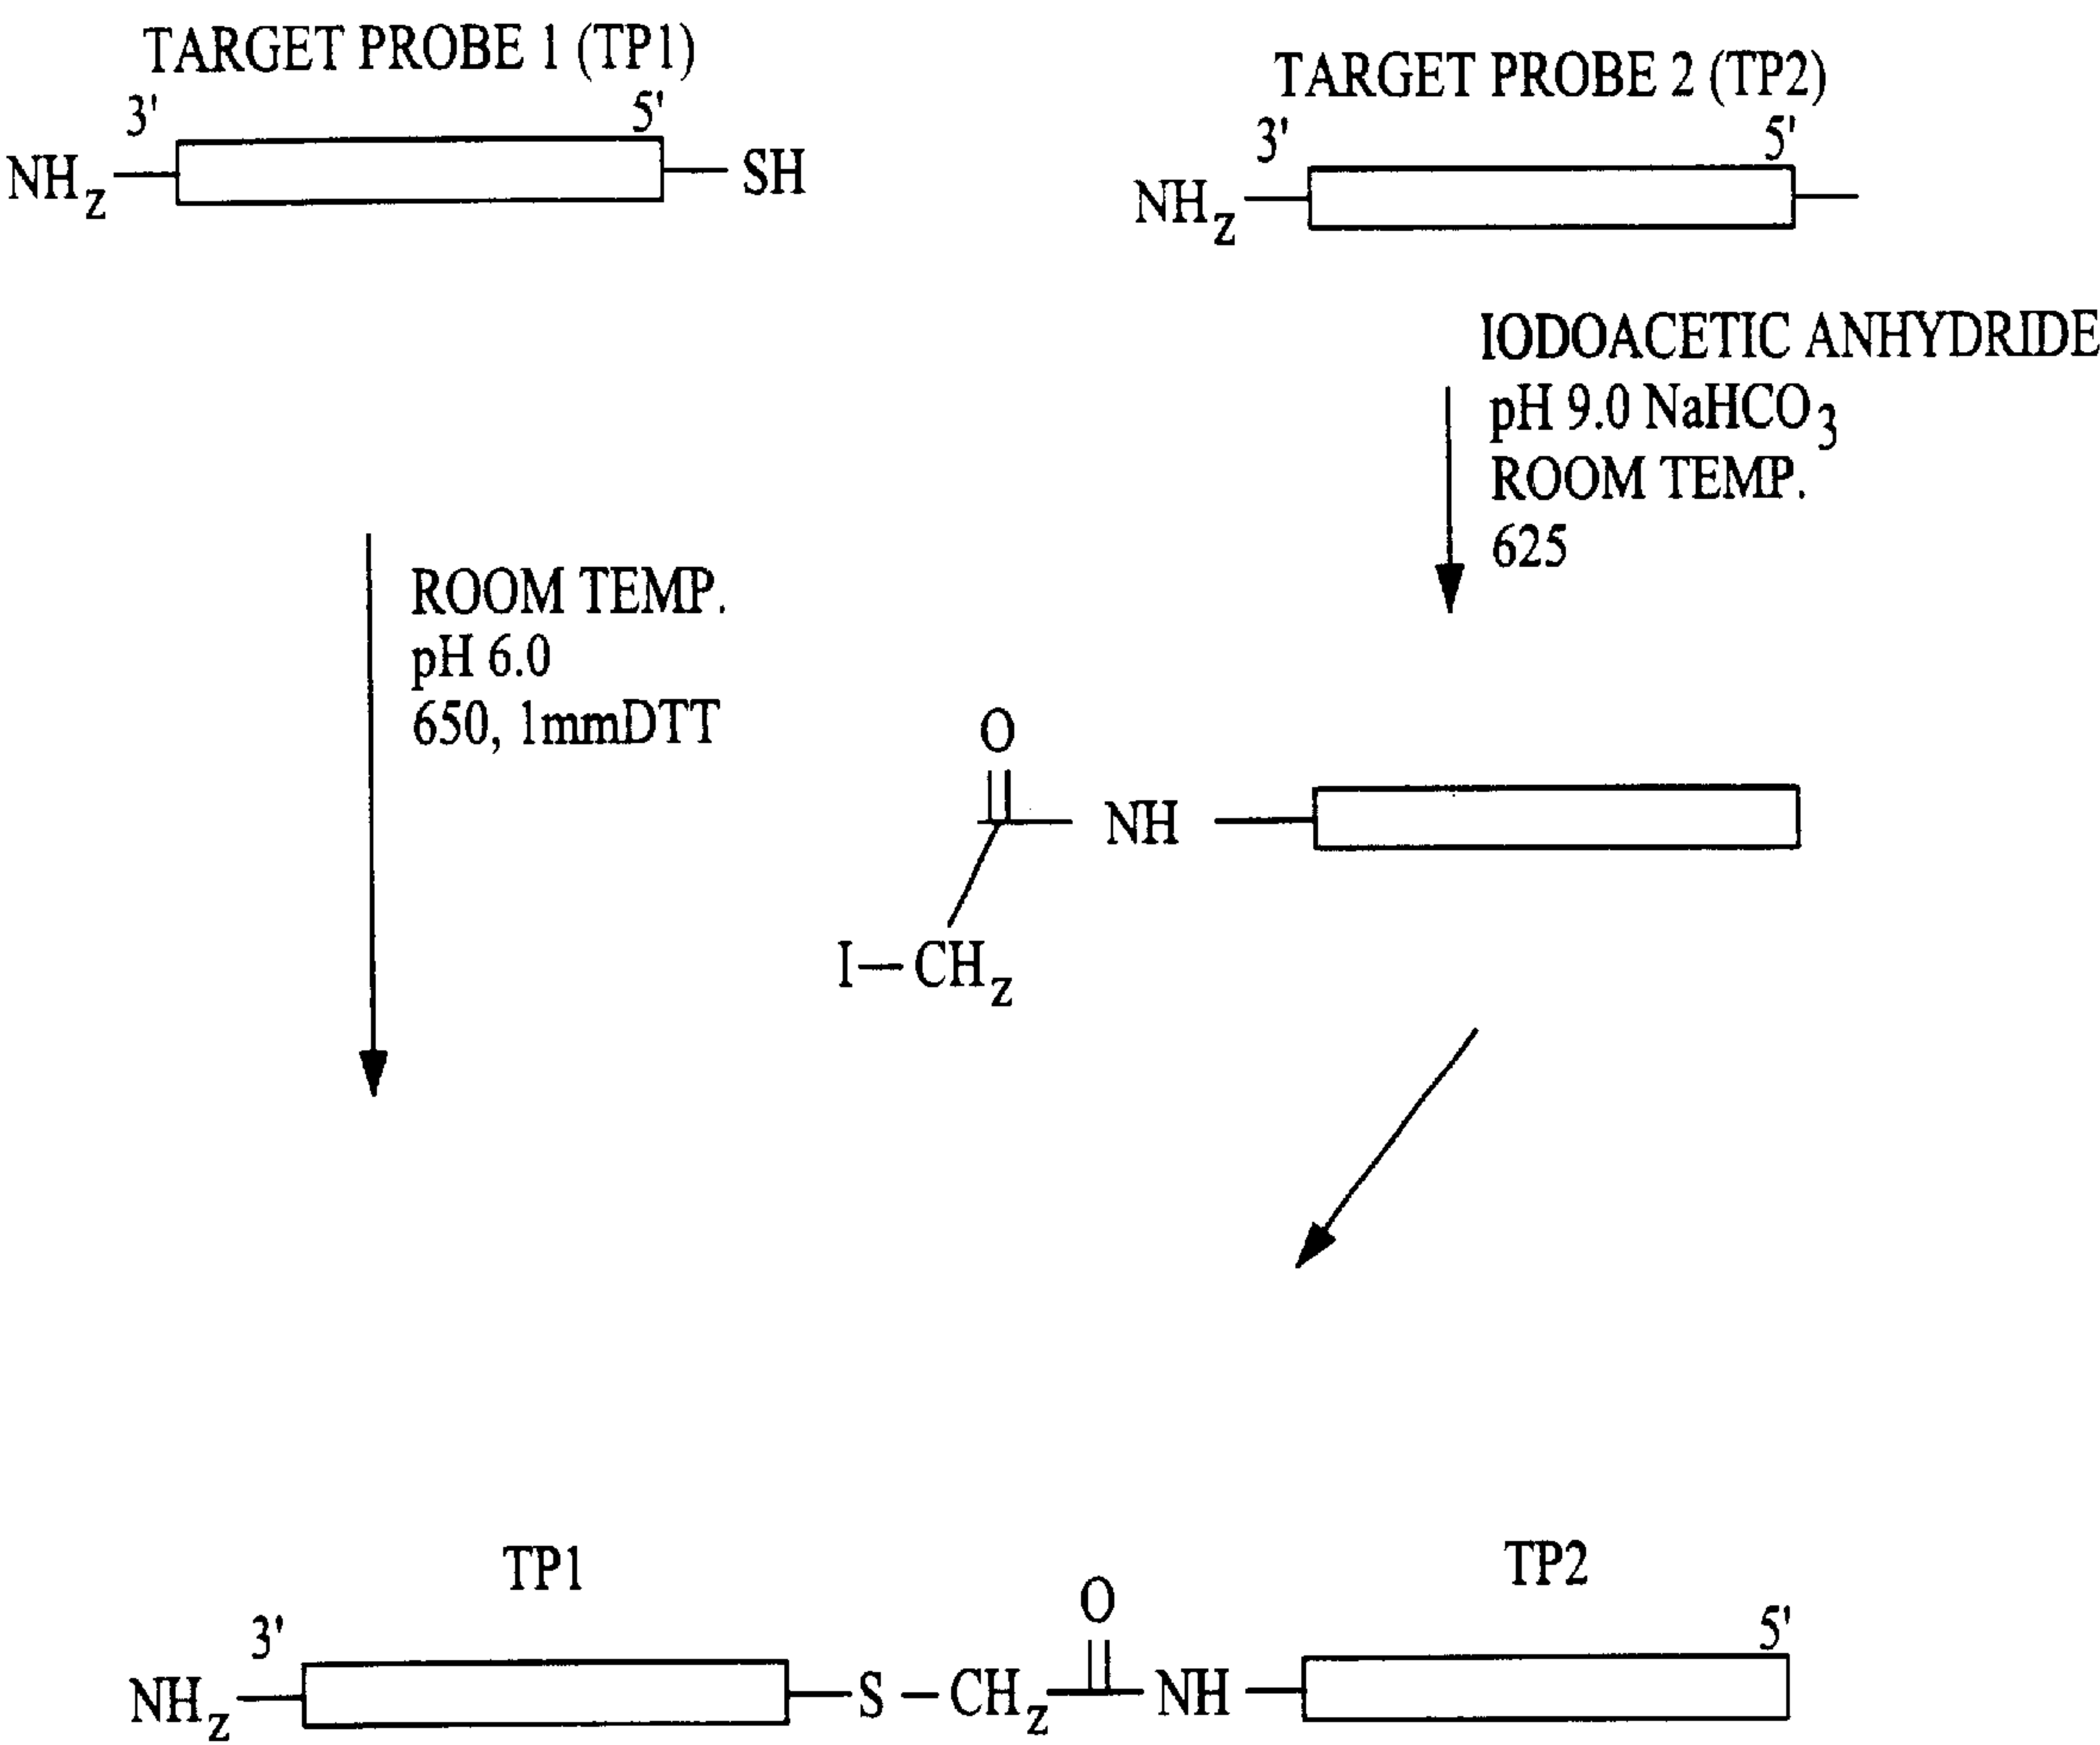 TARGET PROBE 1 (TP1)
3' 5'
NHz SH
TARGET PROBE 2 (TP2)
3' 5'
NHz
IODOACETIC ANHYDRIDE
pH 9.0 NaHCO3
ROOM TEMP.
625
ROOM TEMP.
pH 6.0
650, 1mmDTT
O
NH
I–CHz
TP1
TP2
3'
O
5'
NHz S – CHz NH